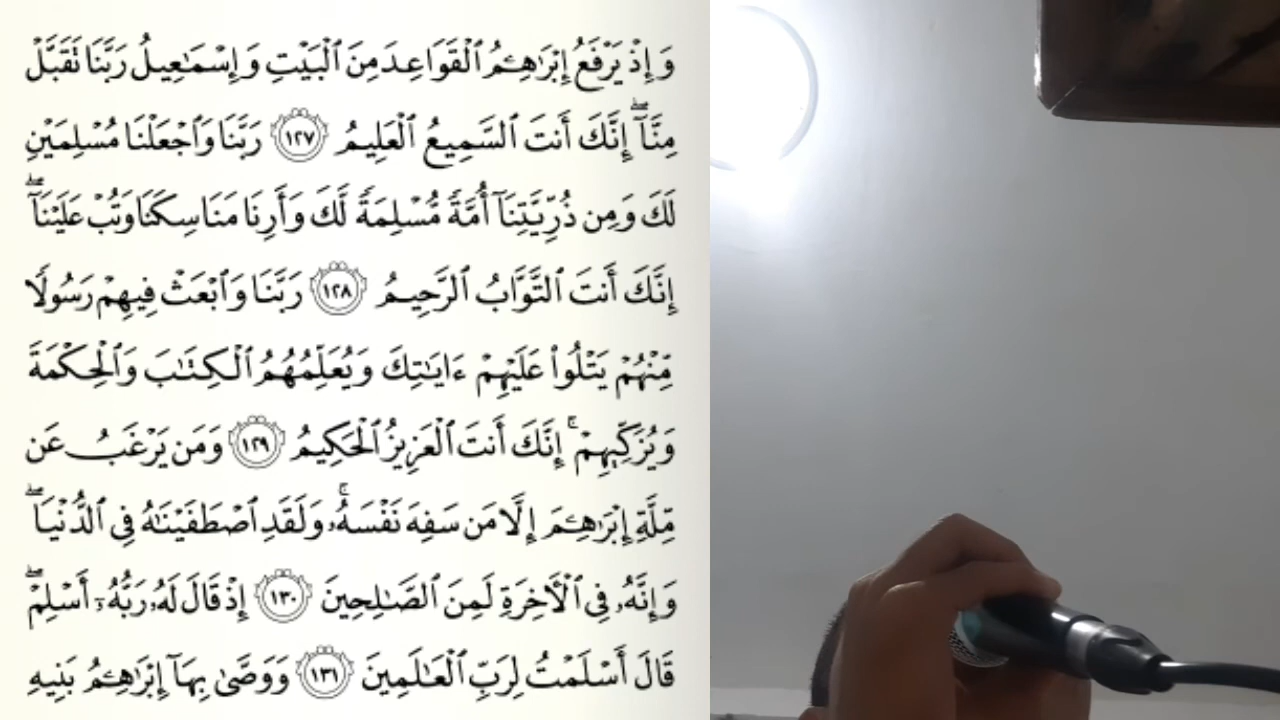 وَإِذْ يَرْفَعُ إِبْرَٰهِـۧمُ ٱلْقَوَاعِدَ مِنَ ٱلْبَيْتِ وَإِسْمَـٰعِيلُ رَبَّنَا تَقَبَّلْ
مِنَّآ ۖ إِنَّكَ أَنتَ ٱلسَّمِيعُ ٱلْعَلِيمُ ١٢٧ رَبَّنَا وَٱجْعَلْنَا مُسْلِمَيْنِ
لَكَ وَمِن ذُرِّيَّتِنَآ أُمَّةً مُّسْلِمَةً لَّكَ وَأَرِنَا مَنَاسِكَنَا وَتُبْ عَلَيْنَآ ۖ
إِنَّكَ أَنتَ ٱلتَّوَّابُ ٱلرَّحِيمُ ١٢٨ رَبَّنَا وَٱبْعَثْ فِيهِمْ رَسُولًا
مِّنْهُمْ يَتْلُوا۟ عَلَيْهِمْ ءَايَـٰتِكَ وَيُعَلِّمُهُمُ ٱلْكِتَـٰبَ وَٱلْحِكْمَةَ
وَيُزَكِّيهِمْ ۚ إِنَّكَ أَنتَ ٱلْعَزِيزُ ٱلْحَكِيمُ ١٢٩ وَمَن يَرْغَبُ عَن
مِّلَّةِ إِبْرَٰهِـۧمَ إِلَّا مَن سَفِهَ نَفْسَهُۥ ۚ وَلَقَدِ ٱصْطَفَيْنَـٰهُ فِى ٱلدُّنْيَا ۖ
وَإِنَّهُۥ فِى ٱلْـَٔاخِرَةِ لَمِنَ ٱلصَّـٰلِحِينَ ١٣٠ إِذْ قَالَ لَهُۥ رَبُّهُۥٓ أَسْلِمْ ۖ
قَالَ أَسْلَمْتُ لِرَبِّ ٱلْعَـٰلَمِينَ ١٣١ وَوَصَّىٰ بِهَآ إِبْرَٰهِـۧمُ بَنِيهِ